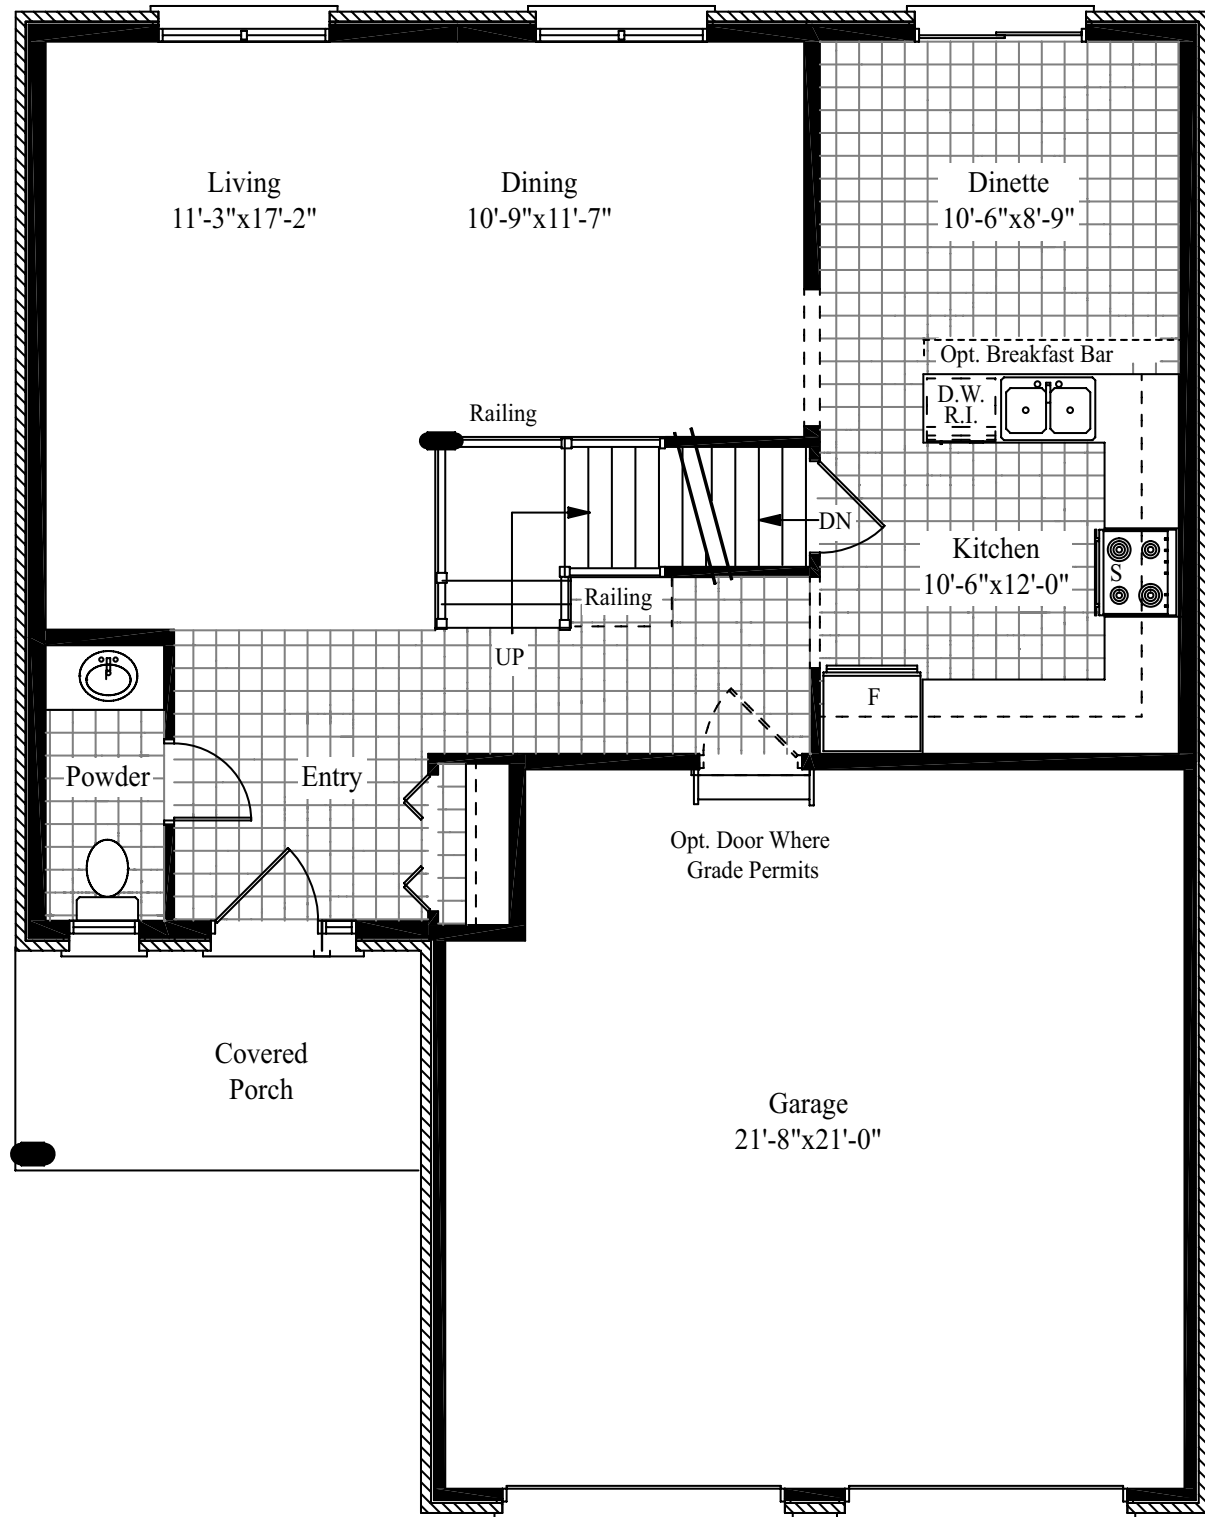 Living
11'-3"x17'-2"
Dining
10'-9"x11'-7"
Dinette
10'-6"x8'-9"
Opt. Breakfast Bar
D.W.
R.I.
Railing
DN
Kitchen
10'-6"x12'-0"
S
Railing
UP
F
Powder
Entry
Opt. Door Where
Grade Permits
Covered
Porch
Garage
21'-8"x21'-0"